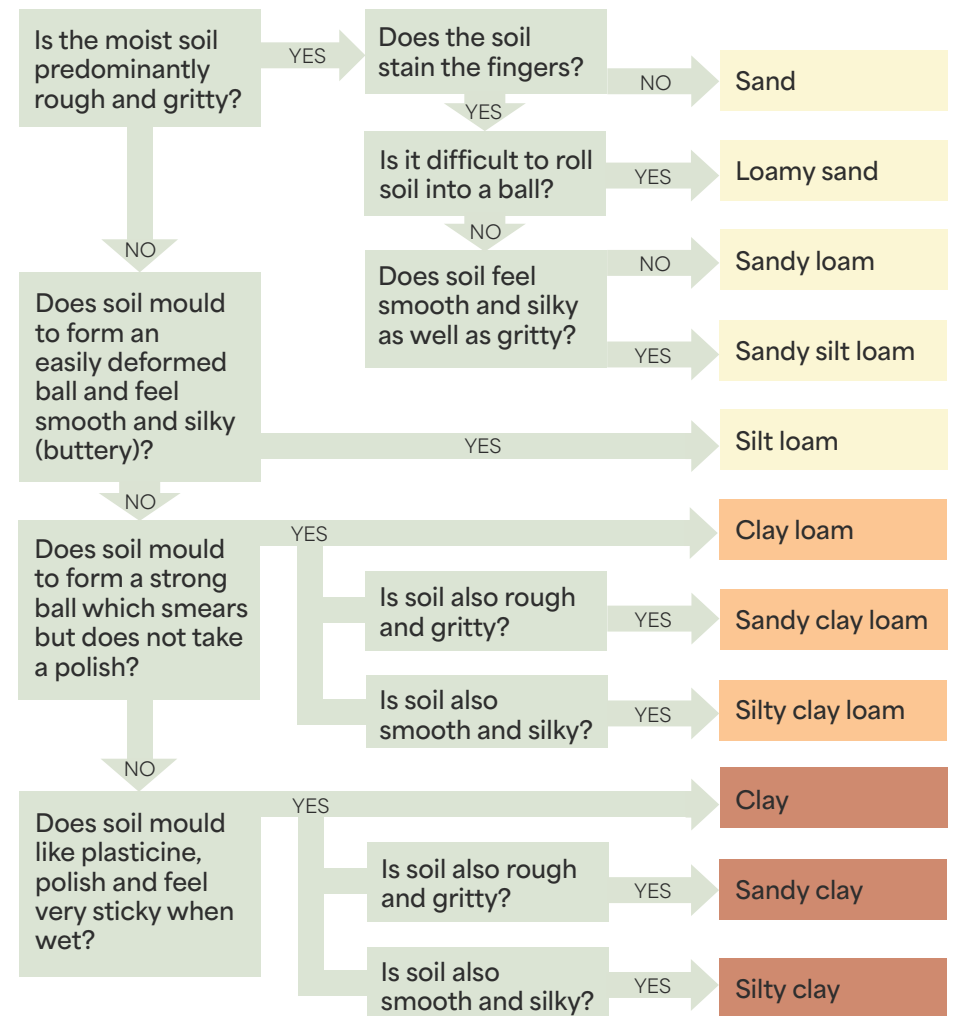 Is the moist soil
predominantly
rough and gritty?
YES
Does the soil
stain the fingers?
NO
Sand
YES
Is it difficult to roll
soil into a ball?
YES
Loamy sand
NO
Does soil feel
smooth and silky
as well as gritty?
NO
Sandy loam
YES
Sandy silt loam
NO
Does soil mould
to form an
easily deformed
ball and feel
smooth and silky
(buttery)?
YES
Silt loam
NO
Does soil mould
to form a strong
ball which smears
but does not take
a polish?
YES
Clay loam
Is soil also rough
and gritty?
YES
Sandy clay loam
Is soil also
smooth and silky?
YES
Silty clay loam
NO
Does soil mould
like plasticine,
polish and feel
very sticky when
wet?
YES
Clay
Is soil also rough
and gritty?
YES
Sandy clay
Is soil also
smooth and silky?
YES
Silty clay